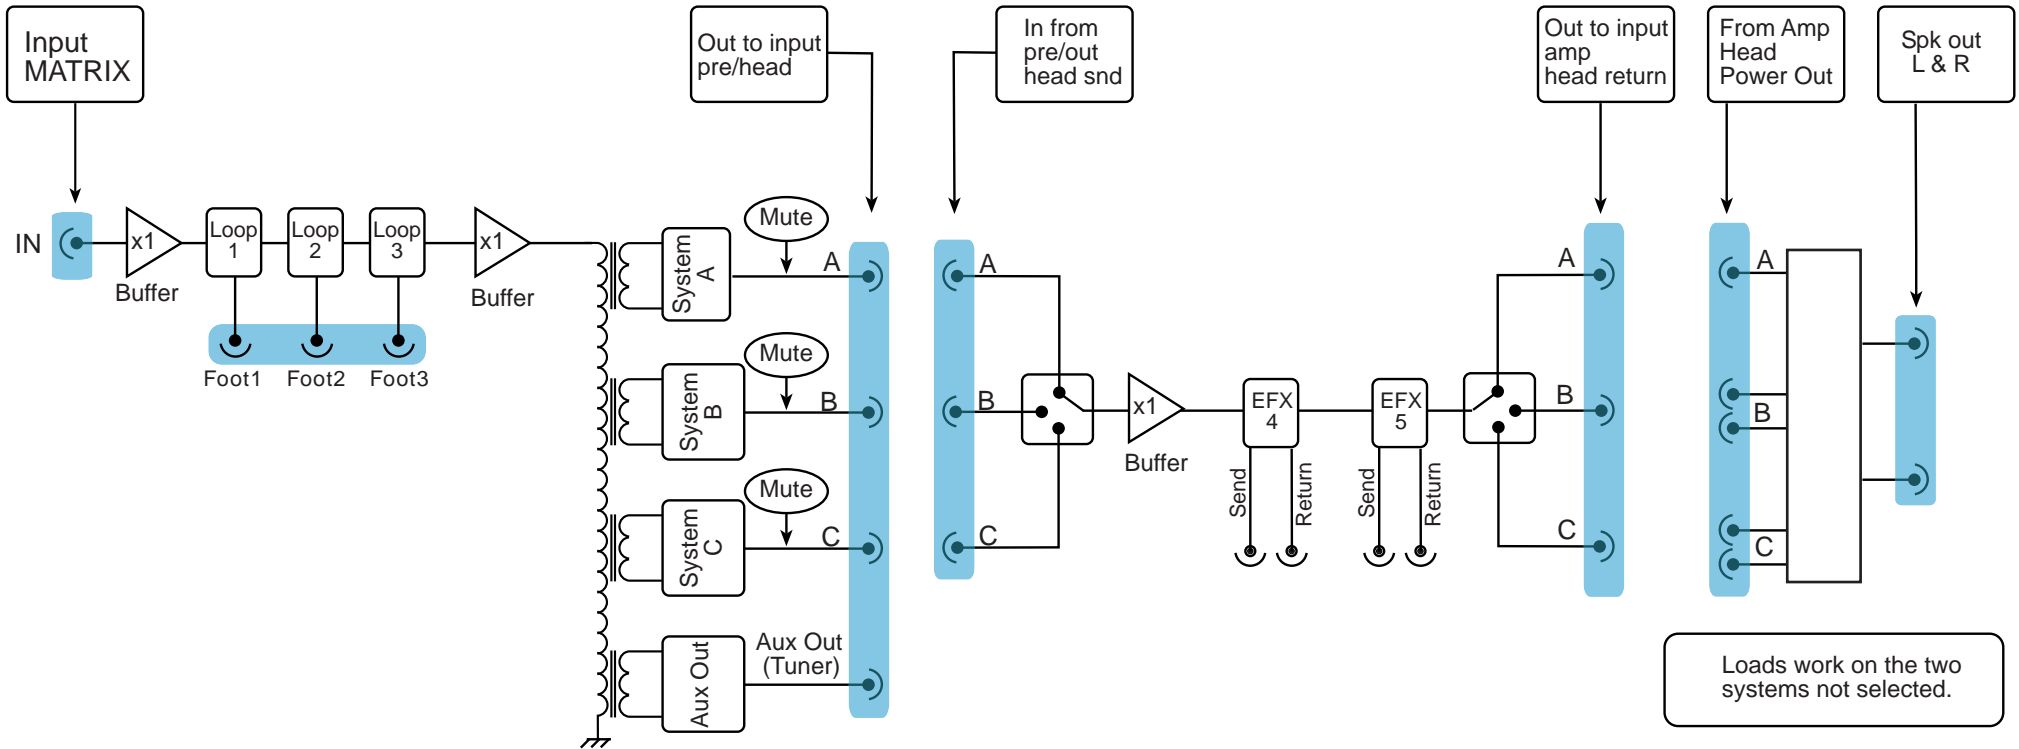 Input
MATRIX
Out to input
pre/head
In from
pre/out
head snd
Out to input
amp
head return
From Amp
Head
Power Out
Spk out
L & R
IN
x1
Buffer
Loop
1
Loop
2
Loop
3
Foot1
Foot2
Foot3
x1
Buffer
System
A
Mute
A
System
B
Mute
B
System
C
Mute
C
Aux Out
Aux Out
(Tuner)
A
B
C
x1
Buffer
EFX
4
Send
Return
EFX
5
Send
Return
A
B
C
A
B
C
Loads work on the two
systems not selected.